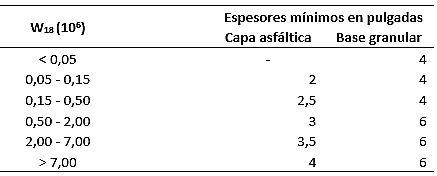 W18 (10⁶) Espesores mínimos en pulgadas
Capa asfáltica Base granular
< 0,05 - 4
0,05 - 0,15 2 4
0,15 - 0,50 2,5 4
0,50 - 2,00 3 6
2,00 - 7,00 3,5 6
> 7,00 4 6